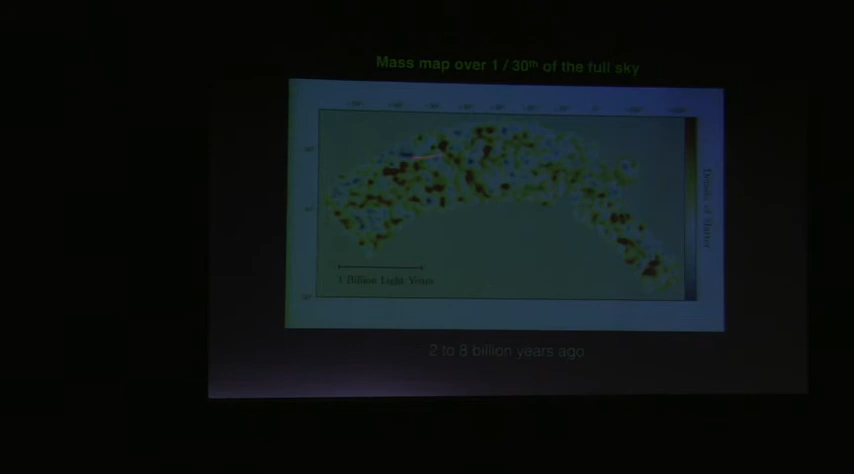 Mass map over 1 / 30th of the full sky
Density of Matter
1 Billion Light Years
2 to 8 billion years ago